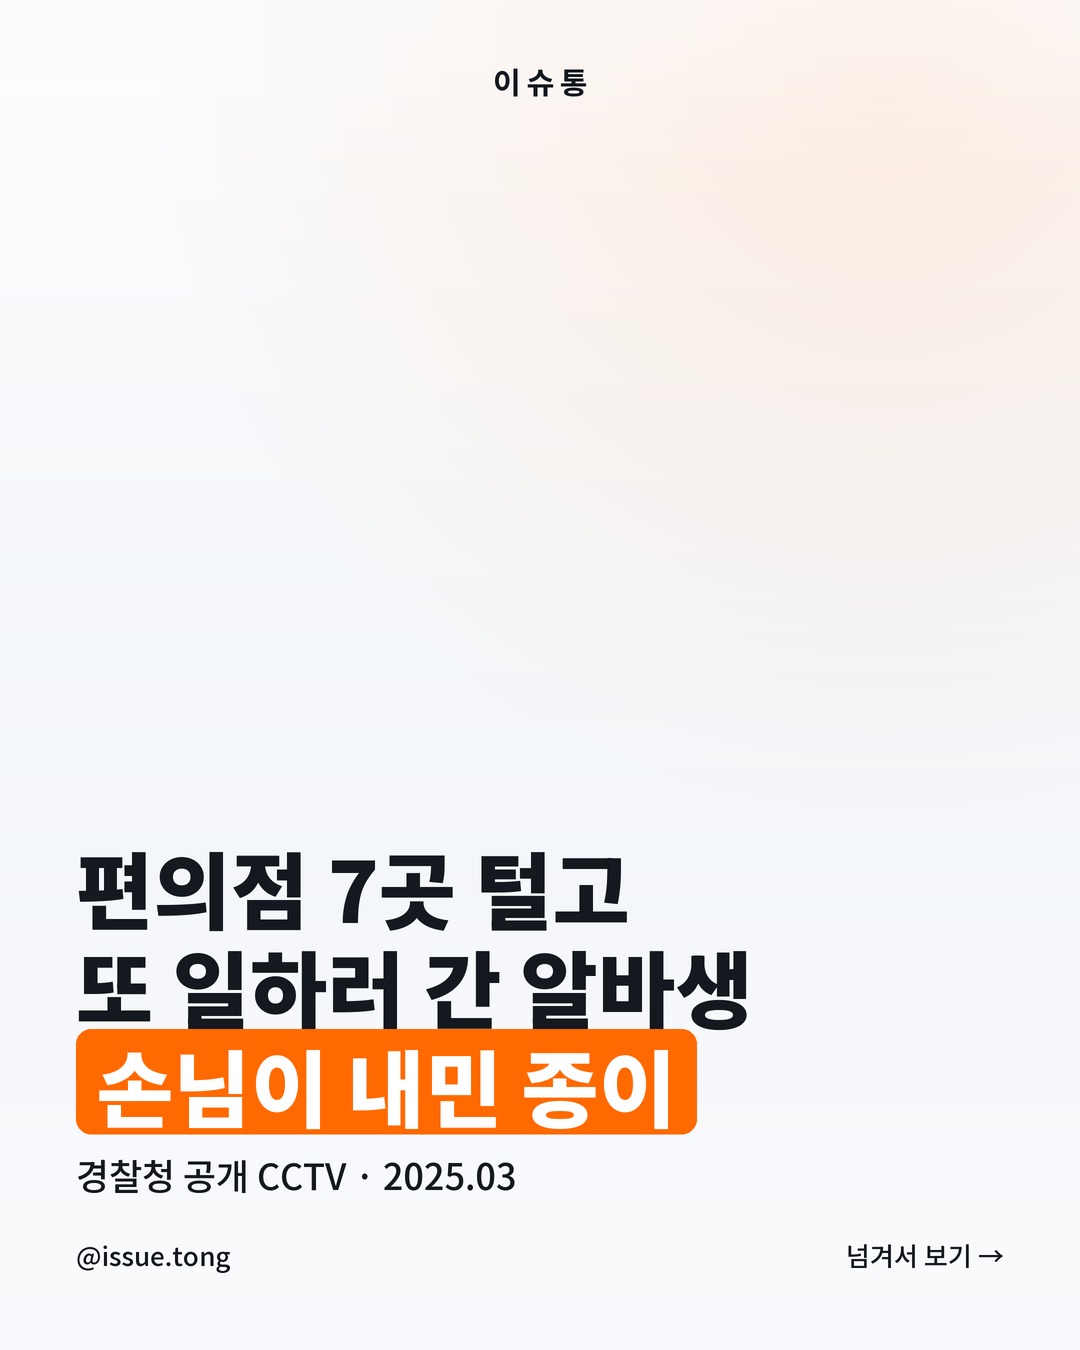 이슈통
편의점 7곳 털고
또 일하러 간 알바생
손님이 내민 종이
경찰청 공개 CCTV · 2025.03
@issue.tong
넘겨서 보기 →